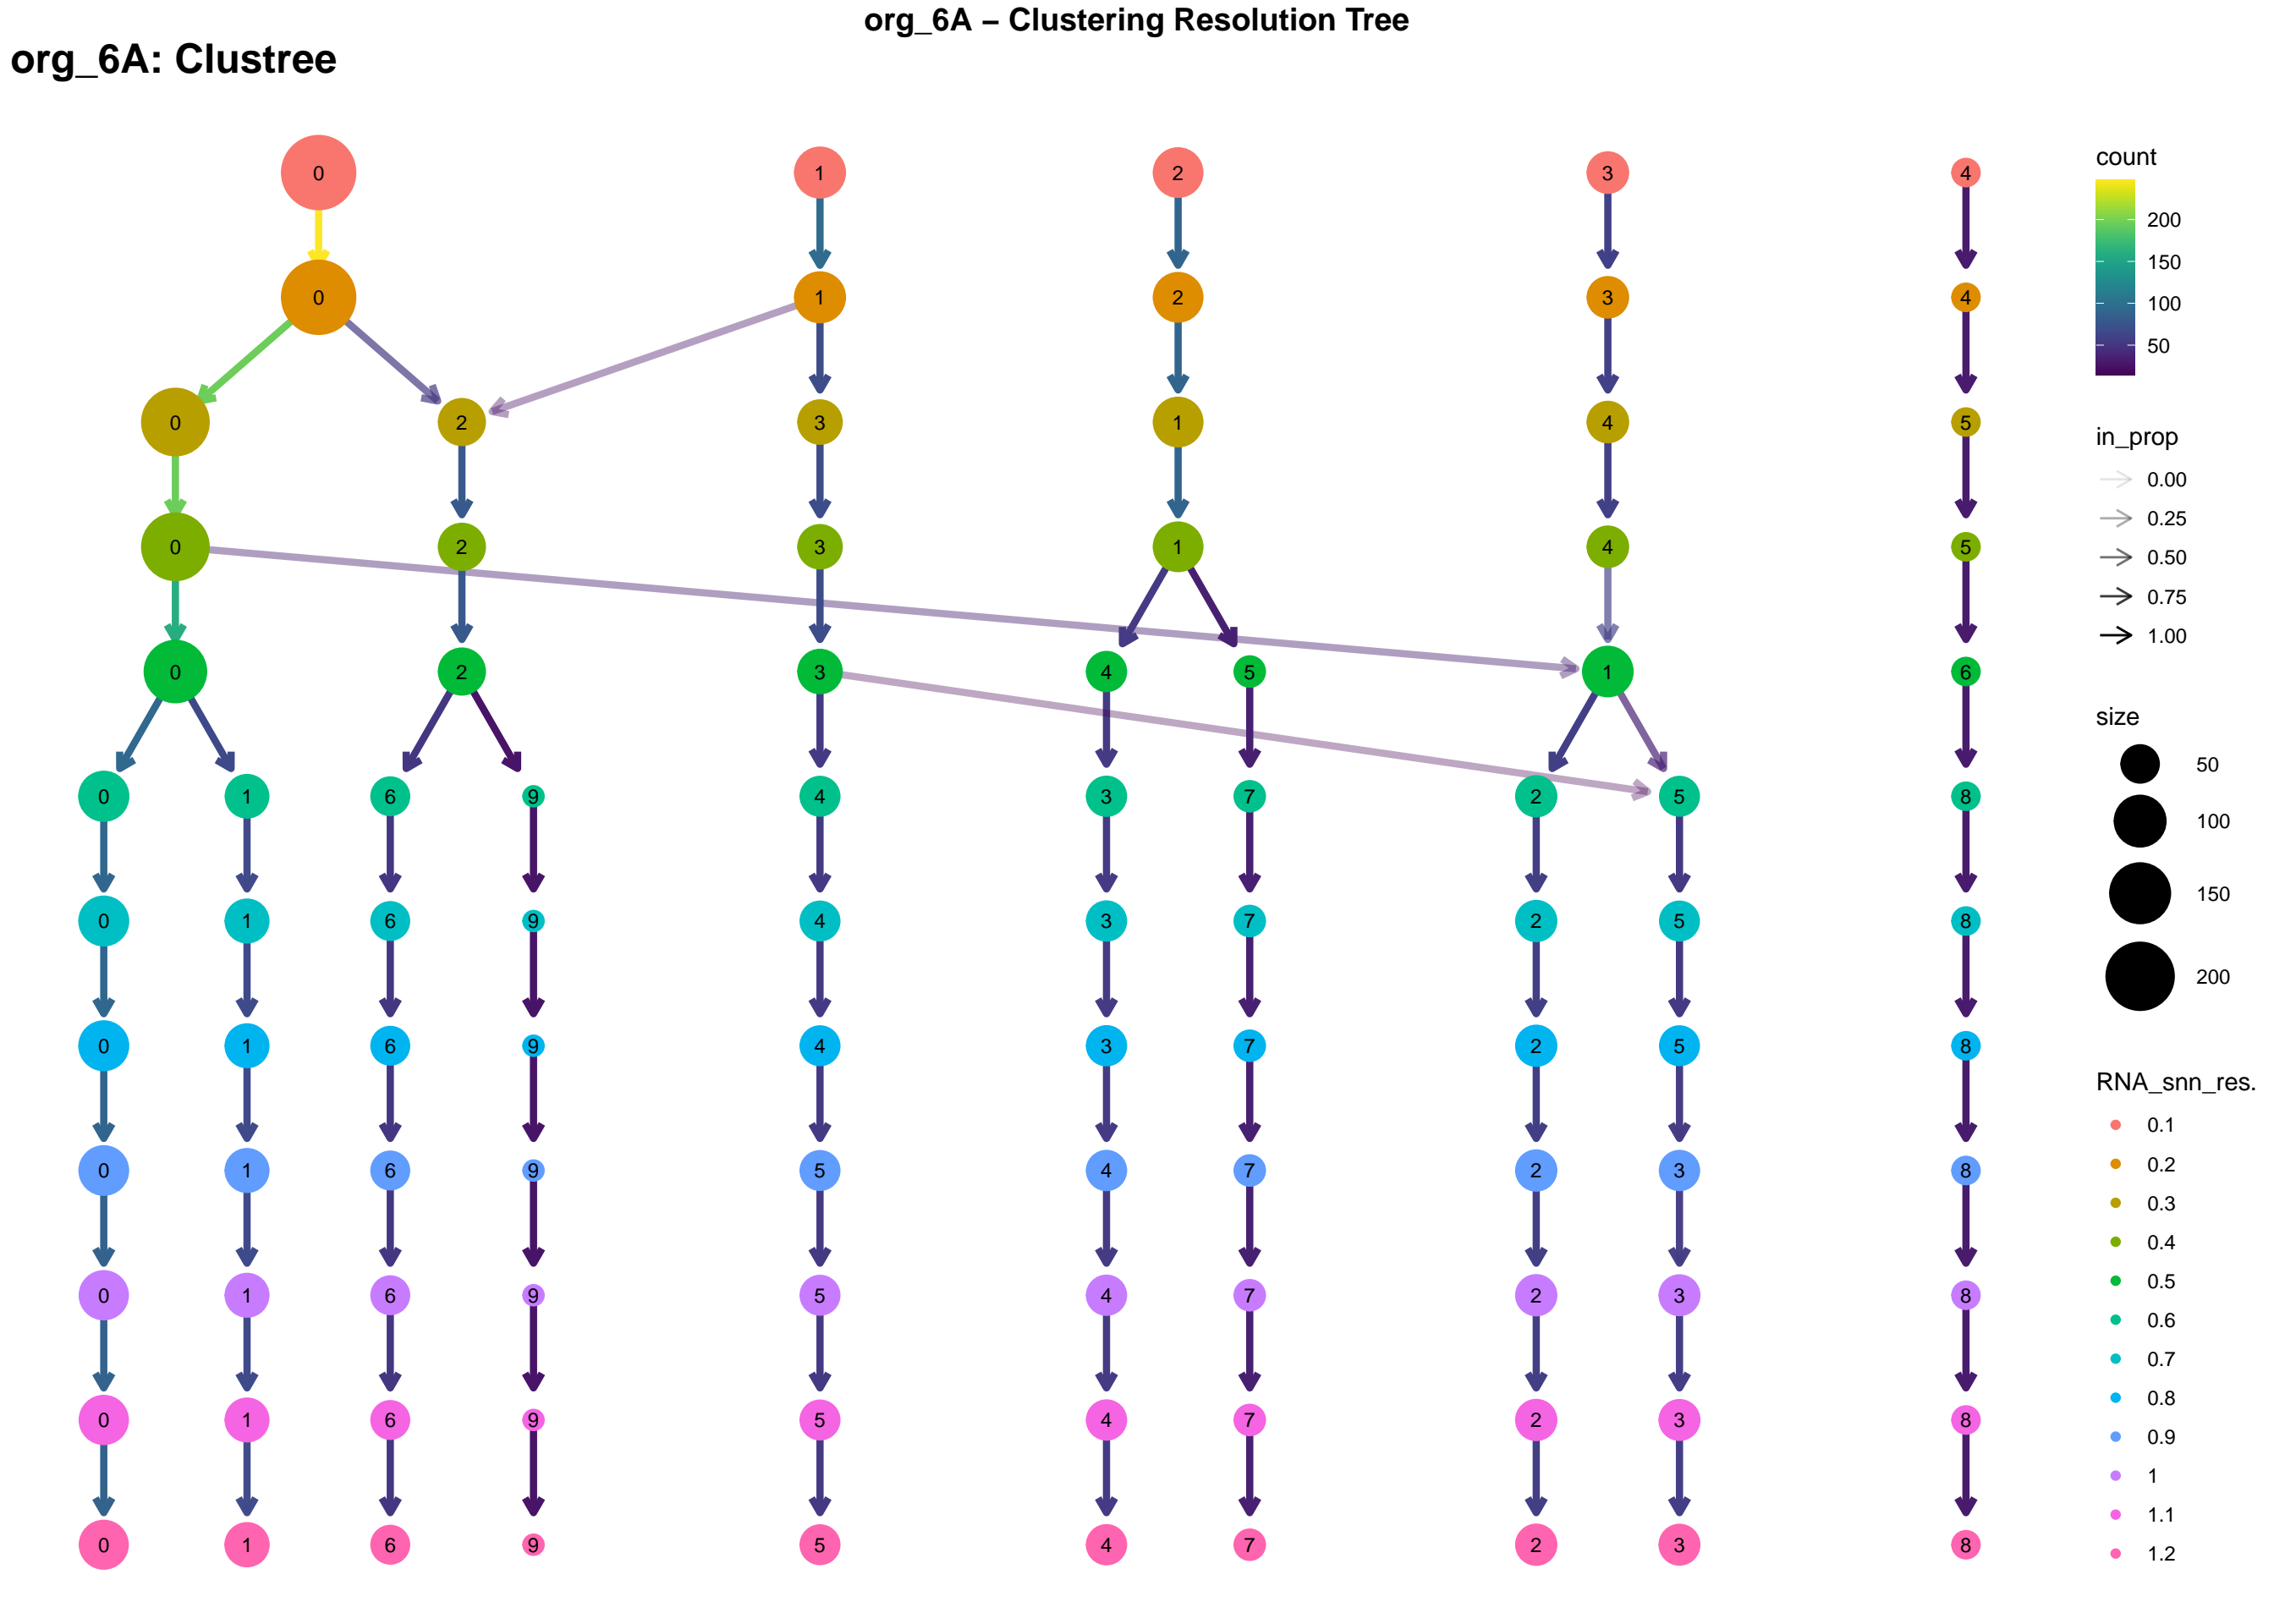 org_6A – Clustering Resolution Tree
org_6A: Clustree
0 1 2 3 4
0 1 2 3 4
0 2 3 1 4 5
0 2 3 1 4 5
0 2 3 4 5 1 6
0 1 6 9 4 3 7 2 5 8
0 1 6 9 4 3 7 2 5 8
0 1 6 9 4 3 7 2 5 8
0 1 6 9 5 4 7 2 3 8
0 1 6 9 5 4 7 2 3 8
0 1 6 9 5 4 7 2 3 8
0 1 6 9 5 4 7 2 3 8
count
200
150
100
50
in_prop
0.00
0.25
0.50
0.75
1.00
size
50
100
150
200
RNA_snn_res.
0.1
0.2
0.3
0.4
0.5
0.6
0.7
0.8
0.9
1
1.1
1.2